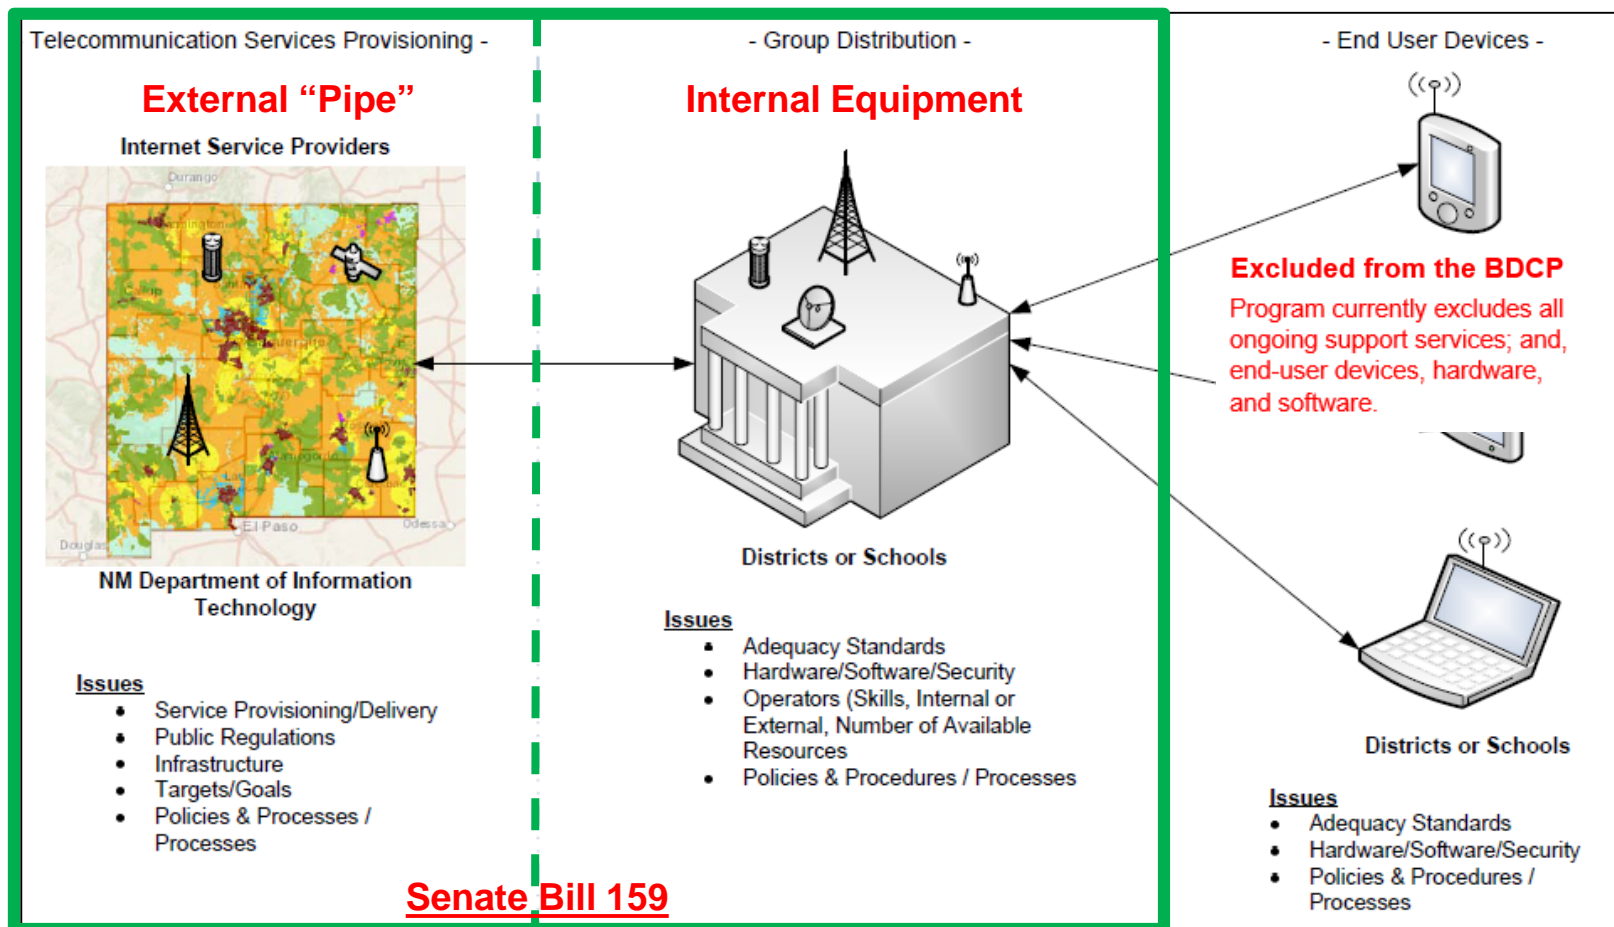 Telecommunication Services Provisioning -
External “Pipe”
Internet Service Providers
Durango
El Paso
Odessa
Douglas
NM Department of Information
Technology
Issues
• Service Provisioning/Delivery
• Public Regulations
• Infrastructure
• Targets/Goals
• Policies & Processes /
Processes
- Group Distribution -
Internal Equipment
Districts or Schools
Issues
• Adequacy Standards
• Hardware/Software/Security
• Operators (Skills, Internal or
External, Number of Available
Resources
• Policies & Procedures / Processes
Senate Bill 159
- End User Devices -
Excluded from the BDCP
Program currently excludes all
ongoing support services; and,
end-user devices, hardware,
and software.
Districts or Schools
Issues
• Adequacy Standards
• Hardware/Software/Security
• Policies & Procedures /
Processes